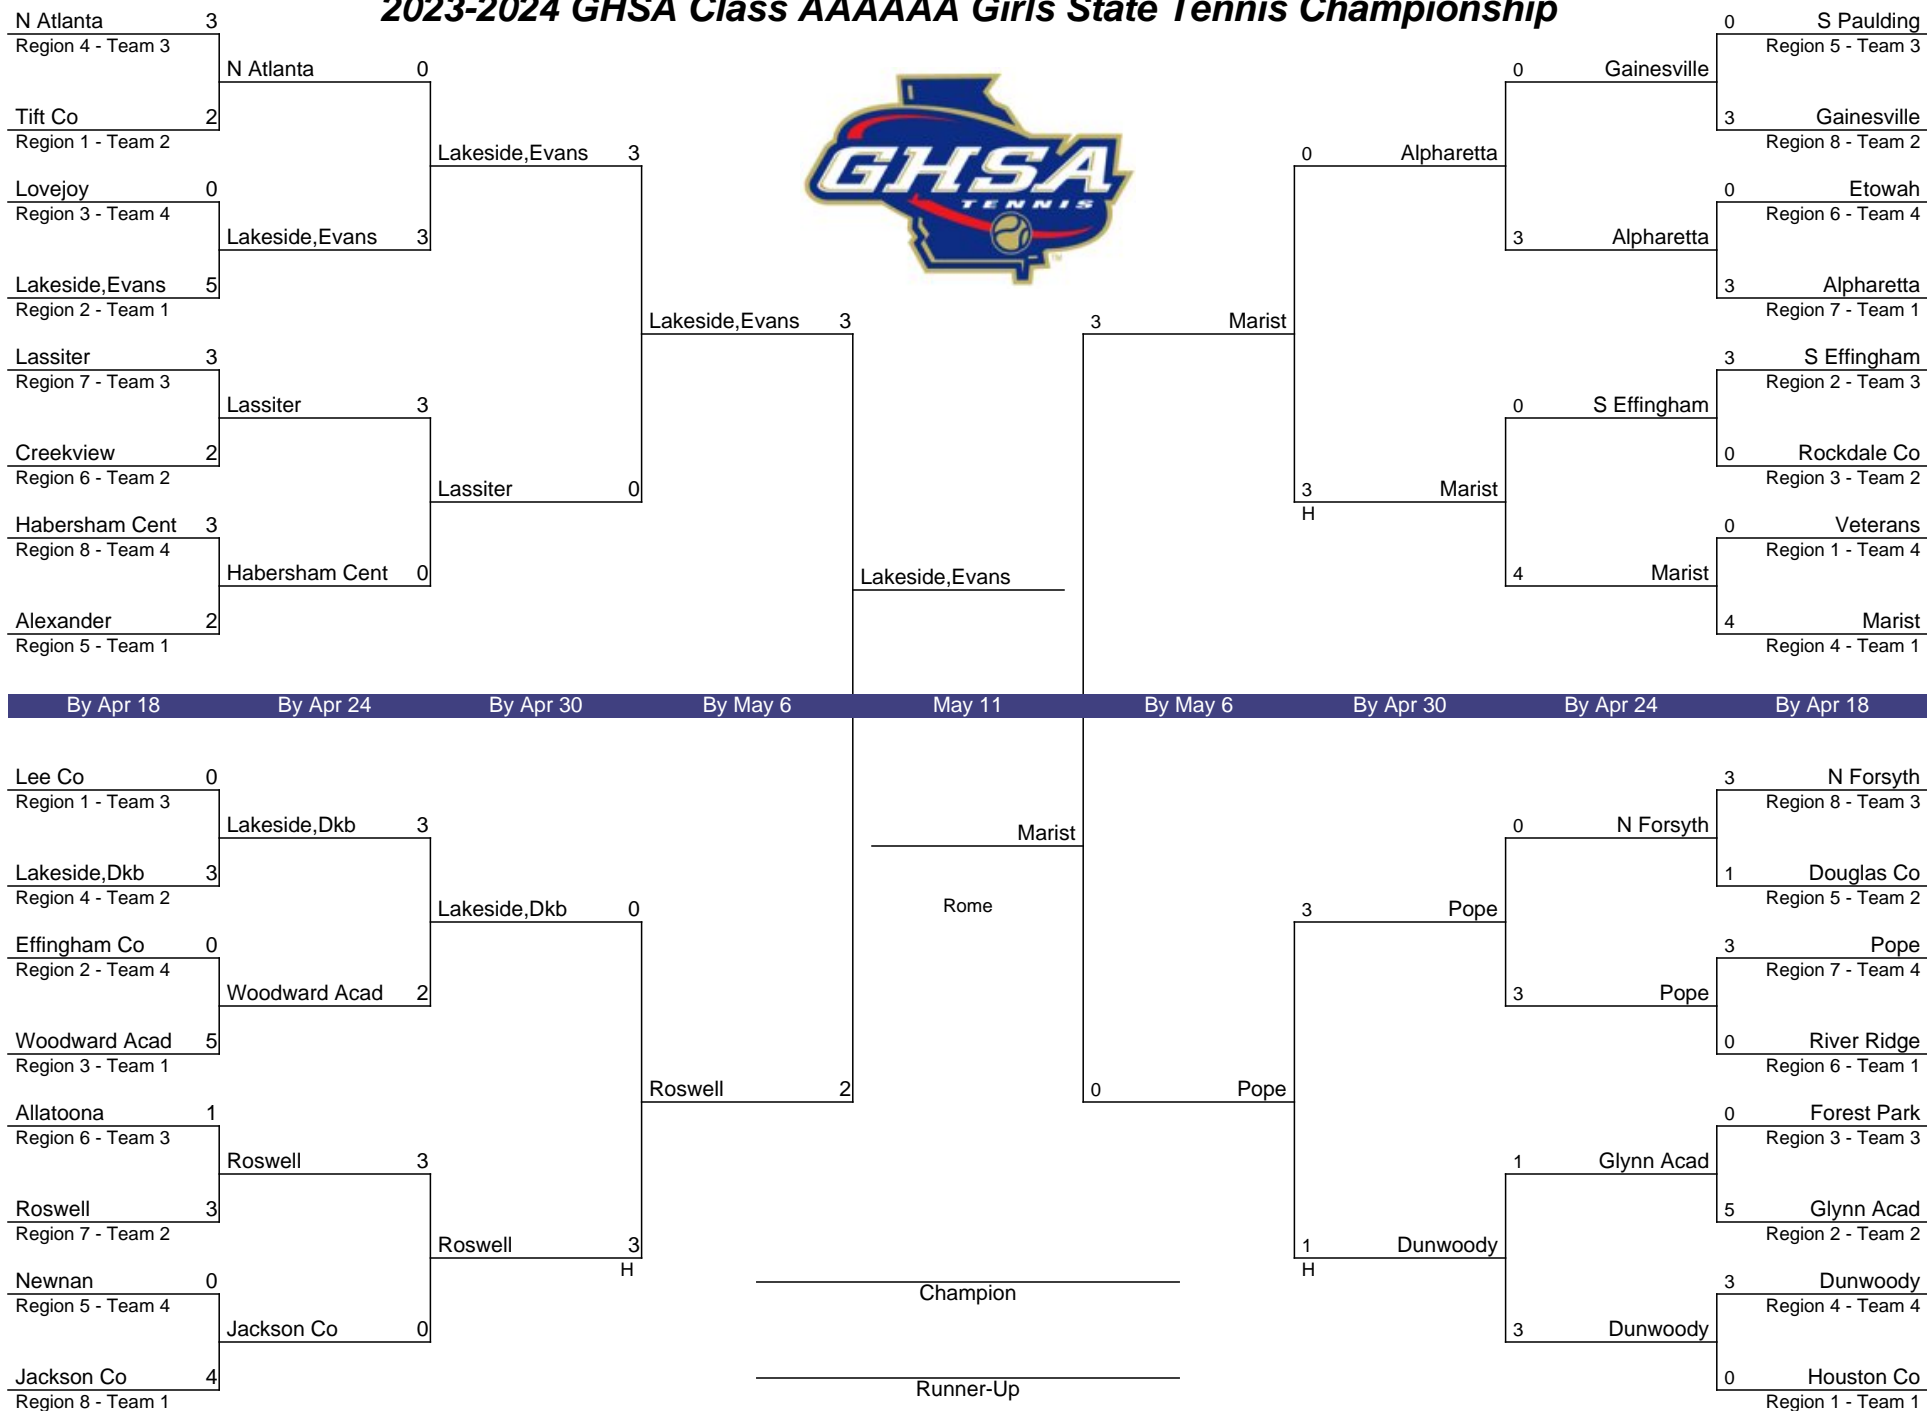 2023-2024 GHSA Class AAAAAA Girls State Tennis Championship
GHSA
TENNIS
TM
N Atlanta 3
Region 4 - Team 3
Tift Co 2
Region 1 - Team 2
Lovejoy 0
Region 3 - Team 4
Lakeside,Evans 5
Region 2 - Team 1
Lassiter 3
Region 7 - Team 3
Creekview 2
Region 6 - Team 2
Habersham Cent 3
Region 8 - Team 4
Alexander 2
Region 5 - Team 1
N Atlanta 0
Lakeside,Evans 3
Lassiter 3
Habersham Cent 0
Lakeside,Evans 3
Lassiter 0
Lakeside,Evans 3
Lakeside,Evans
3 Marist
0 Alpharetta
3 Marist
H
0 Gainesville
3 Alpharetta
0 S Effingham
4 Marist
0 S Paulding
Region 5 - Team 3
3 Gainesville
Region 8 - Team 2
0 Etowah
Region 6 - Team 4
3 Alpharetta
Region 7 - Team 1
3 S Effingham
Region 2 - Team 3
0 Rockdale Co
Region 3 - Team 2
0 Veterans
Region 1 - Team 4
4 Marist
Region 4 - Team 1
By Apr 18 By Apr 24 By Apr 30 By May 6 May 11 By May 6 By Apr 30 By Apr 24 By Apr 18
Lee Co 0
Region 1 - Team 3
Lakeside,Dkb 3
Region 4 - Team 2
Effingham Co 0
Region 2 - Team 4
Woodward Acad 5
Region 3 - Team 1
Allatoona 1
Region 6 - Team 3
Roswell 3
Region 7 - Team 2
Newnan 0
Region 5 - Team 4
Jackson Co 4
Region 8 - Team 1
Lakeside,Dkb 3
Woodward Acad 2
Roswell 3
Jackson Co 0
Lakeside,Dkb 0
Roswell 3
H
Roswell 2
Marist
Rome
Champion
Runner-Up
0 Pope
3 Pope
1 Dunwoody
H
0 N Forsyth
3 Pope
1 Glynn Acad
3 Dunwoody
3 N Forsyth
Region 8 - Team 3
1 Douglas Co
Region 5 - Team 2
3 Pope
Region 7 - Team 4
0 River Ridge
Region 6 - Team 1
0 Forest Park
Region 3 - Team 3
5 Glynn Acad
Region 2 - Team 2
3 Dunwoody
Region 4 - Team 4
0 Houston Co
Region 1 - Team 1